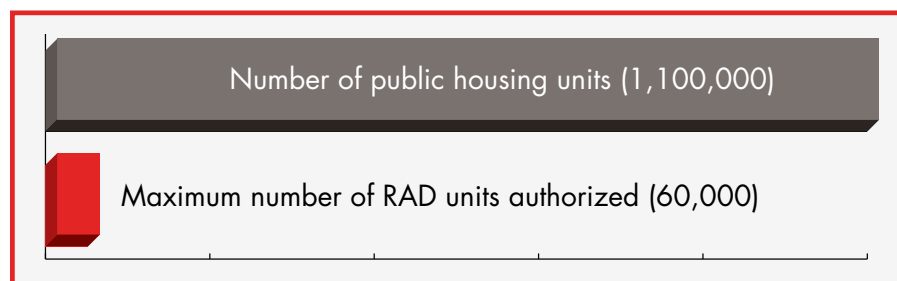 Number of public housing units (1,100,000)
Maximum number of RAD units authorized (60,000)